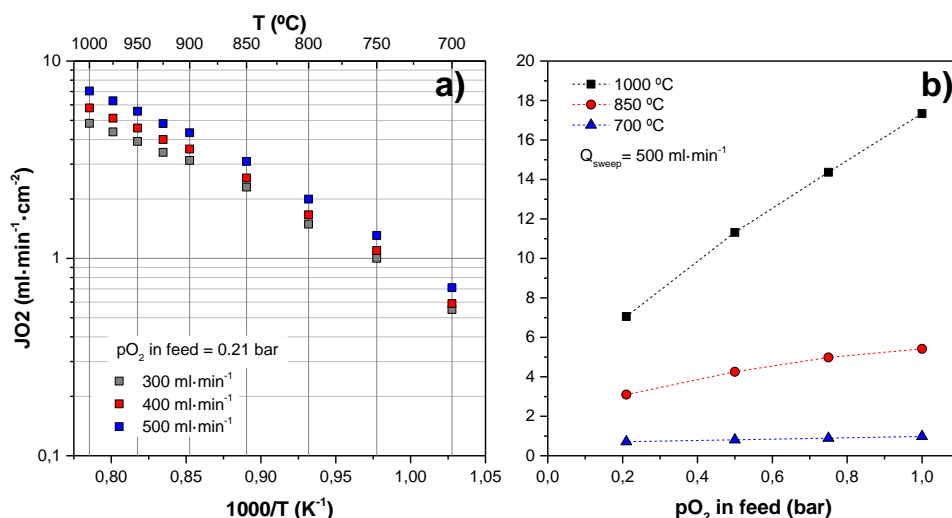 T (ºC)
1000 950 900 850 800 750 700
a)
10
1
0,1
JO2 (ml·min-1·cm-2)
pO2 in feed = 0.21 bar
300 ml·min-1
400 ml·min-1
500 ml·min-1
0,80 0,85 0,90 0,95 1,00 1,05
1000/T (K-1)
b)
1000 ºC
850 ºC
700 ºC
Qsweep= 500 ml·min-1
20
18
16
14
12
10
8
6
4
2
0
0,0 0,2 0,4 0,6 0,8 1,0
pO2 in feed (bar)